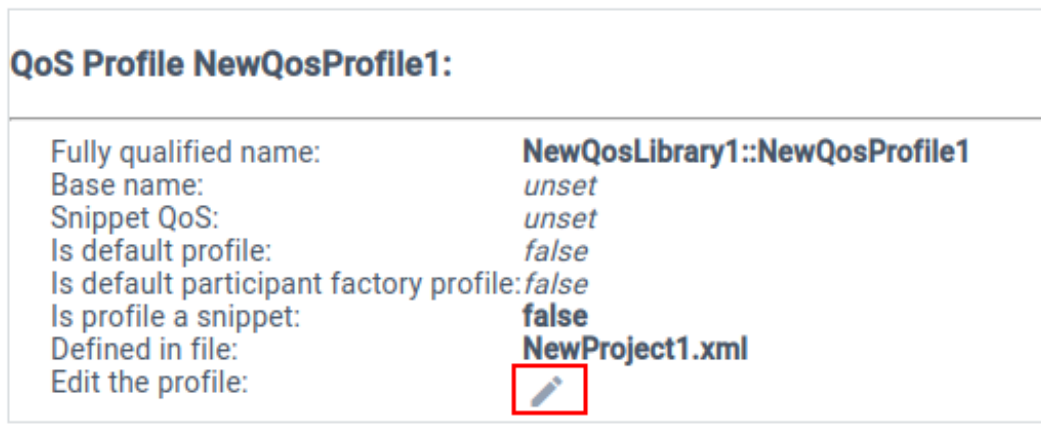 QoS Profile NewQosProfile1:
Fully qualified name: NewQosLibrary1::NewQosProfile1
Base name: unset
Snippet QoS: unset
Is default profile: false
Is default participant factory profile: false
Is profile a snippet: false
Defined in file: NewProject1.xml
Edit the profile: